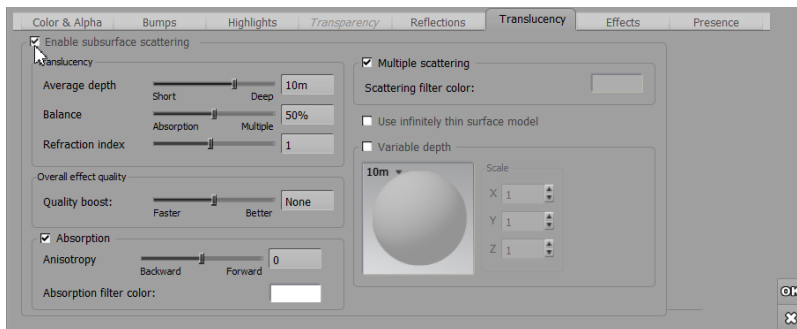 Color & Alpha Bumps Highlights Transparency Reflections Translucency Effects Presence
Enable subsurface scattering
Translucency
Average depth 10m
Short Deep
Balance 50%
Absorption Multiple
Refraction index 1
Overall effect quality
Quality boost: None
Faster Better
Absorption
Anisotropy 0
Backward Forward
Absorption filter color:
Multiple scattering
Scattering filter color:
Use infinitely thin surface model
Variable depth
10m
Scale
X 1
Y 1
Z 1